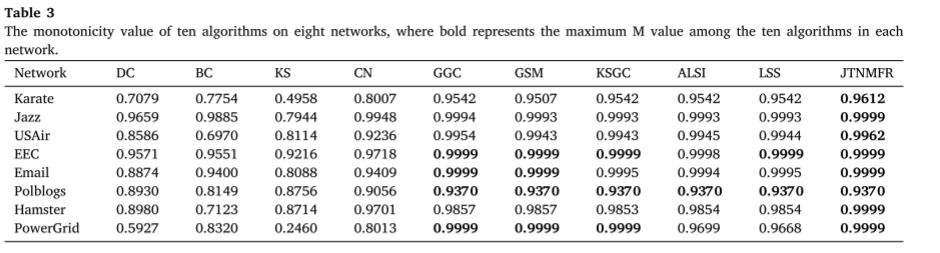 Table 3
The monotonicity value of ten algorithms on eight networks, where bold represents the maximum M value among the ten algorithms in each
network.
Network DC BC KS CN GGC GSM KSGC ALSI LSS JTNMFR
Karate 0.7079 0.7754 0.4958 0.8007 0.9542 0.9507 0.9542 0.9542 0.9542 0.9612
Jazz 0.9659 0.9885 0.7944 0.9948 0.9994 0.9993 0.9993 0.9993 0.9993 0.9999
USAir 0.8586 0.6970 0.8114 0.9236 0.9954 0.9943 0.9943 0.9945 0.9944 0.9962
EEC 0.9571 0.9551 0.9216 0.9718 0.9999 0.9999 0.9999 0.9998 0.9999 0.9999
Email 0.8874 0.9400 0.8088 0.9409 0.9999 0.9999 0.9995 0.9994 0.9995 0.9999
Polblogs 0.8930 0.8149 0.8756 0.9056 0.9370 0.9370 0.9370 0.9370 0.9370 0.9370
Hamster 0.8980 0.7123 0.8714 0.9701 0.9857 0.9857 0.9853 0.9854 0.9854 0.9999
PowerGrid 0.5927 0.8320 0.2460 0.8013 0.9999 0.9999 0.9999 0.9699 0.9668 0.9999